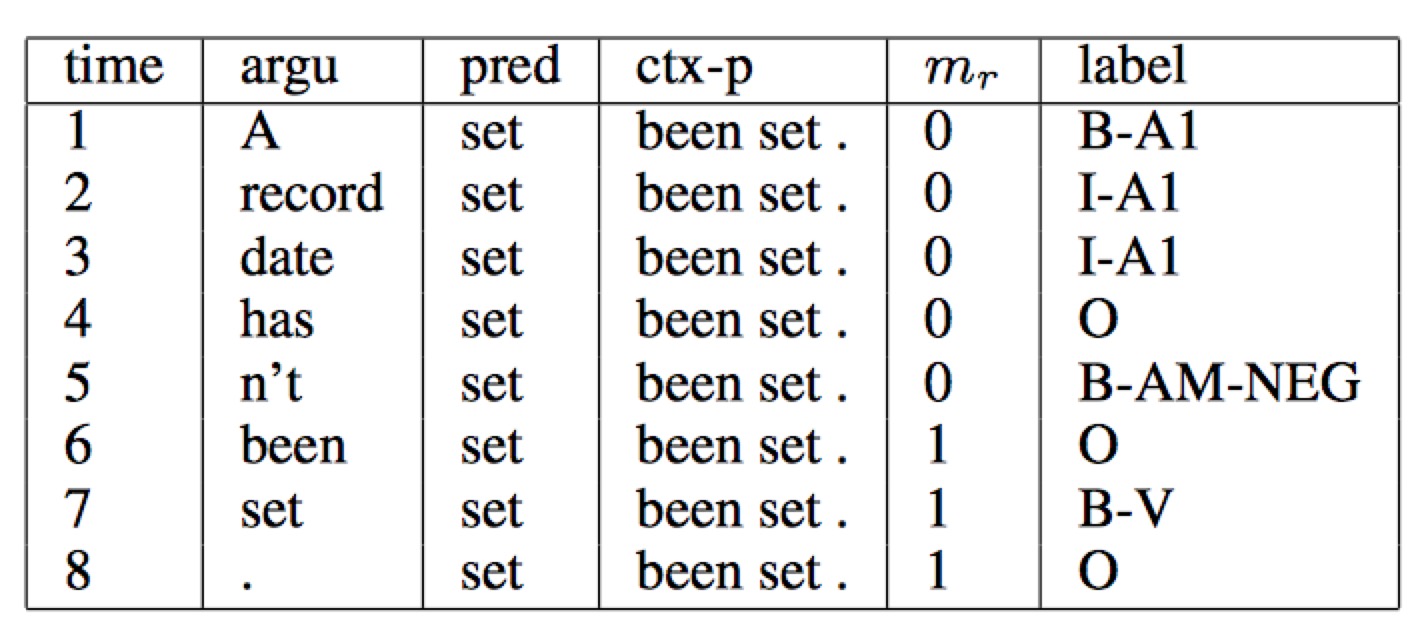 time argu pred ctx-p mr label
1 A set been set . 0 B-A1
2 record set been set . 0 I-A1
3 date set been set . 0 I-A1
4 has set been set . 0 O
5 n’t set been set . 0 B-AM-NEG
6 been set been set . 1 O
7 set set been set . 1 B-V
8 . set been set . 1 O